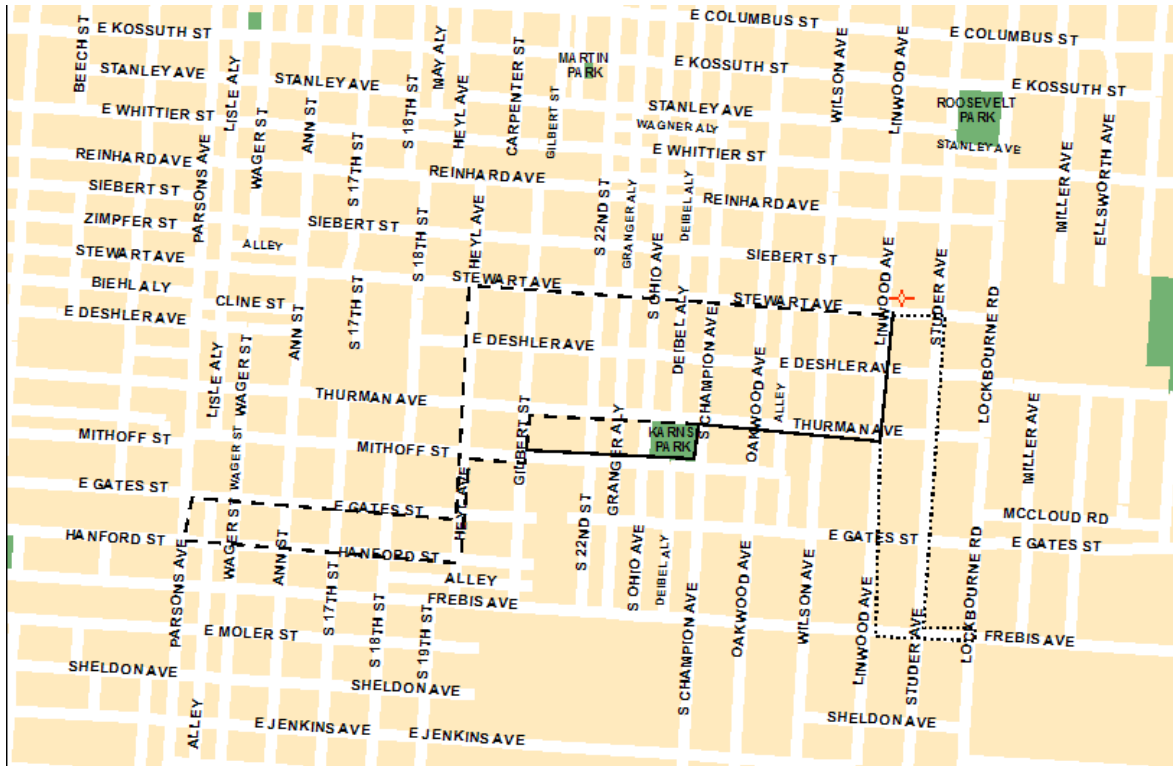 E COLUMBUS ST
E COLUMBUS ST
E KOSSUTH ST
BEECH ST
STANLEY AVE
LISLE ALY
STANLEY AVE
MAY ALY
HEYL AVE
CARPENTER ST
MARTIN
PARK
GILBERT ST
E KOSSUTH ST
WILSON AVE
LINWOOD AVE
E KOSSUTH ST
ROOSEVELT
PARK
STANLEY AVE
E WHITTIER ST
WAGER ST
ANN ST
S 17TH ST
S 18TH ST
STANLEY AVE
WAGNER ALY
E WHITTIER ST
MILLER AVE
ELLSWORTH AVE
REINHARD AVE
PARSONS AVE
REINHARD AVE
REINHARD AVE
SIEBERT ST
ZIMPFER ST
SIEBERT ST
S 18TH ST
HEYL AVE
S 22ND ST
GRANGER ALY
DEIBEL ALY
S OHIO AVE
SIEBERT ST
LINWOOD AVE
STUDER AVE
STEWART AVE
ALLEY
STEWART AVE
STEWART AVE
BIEHL ALY
CLINE ST
S 17TH ST
LOCKBOURNE RD
E DESHLER AVE
ANN ST
E DESHLER AVE
DEIBEL ALY
S CHAMPION AVE
E DESHLER AVE
LISLE ALY
WAGER ST
THURMAN AVE
GILBERT ST
GRANGER ALY
KARNS
PARK
OAKWOOD AVE
ALLEY
THURMAN AVE
MILLER AVE
MITHOFF ST
WAGER ST
MITHOFF ST
E GATES ST
E GATES ST
HEYL AVE
S 22ND ST
MCCLOUD RD
HANFORD ST
WAGER ST
ANN ST
HANFORD ST
S OHIO AVE
DEIBEL ALY
E GATES ST
E GATES ST
PARSONS AVE
S 17TH ST
S 18TH ST
S 19TH ST
ALLEY
FREBIS AVE
S CHAMPION AVE
OAKWOOD AVE
WILSON AVE
LINWOOD AVE
STUDER AVE
LOCKBOURNE RD
FREBIS AVE
E MOLER ST
SHELDON AVE
SHELDON AVE
SHELDON AVE
ALLEY
E JENKINS AVE
E JENKINS AVE